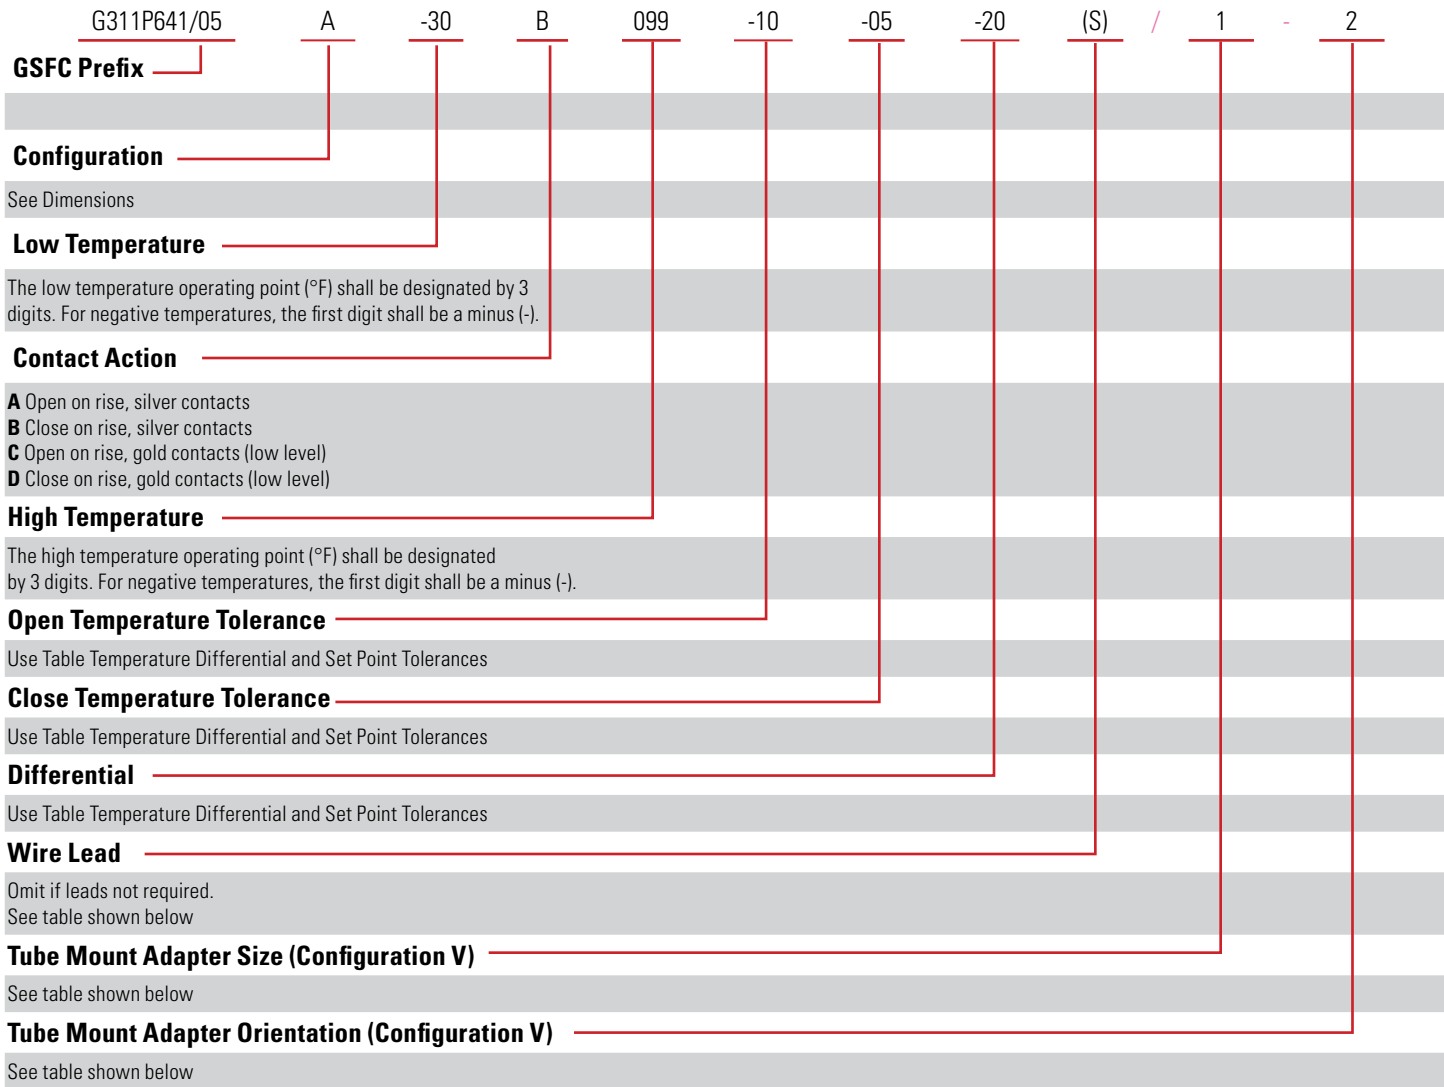 G311P641/05 A -30 B 099 -10 -05 -20 (S) / 1 - 2
GSFC Prefix
Configuration
See Dimensions
Low Temperature
The low temperature operating point (°F) shall be designated by 3
digits. For negative temperatures, the first digit shall be a minus (-).
Contact Action
A Open on rise, silver contacts
B Close on rise, silver contacts
C Open on rise, gold contacts (low level)
D Close on rise, gold contacts (low level)
High Temperature
The high temperature operating point (°F) shall be designated
by 3 digits. For negative temperatures, the first digit shall be a minus (-).
Open Temperature Tolerance
Use Table Temperature Differential and Set Point Tolerances
Close Temperature Tolerance
Use Table Temperature Differential and Set Point Tolerances
Differential
Use Table Temperature Differential and Set Point Tolerances
Wire Lead
Omit if leads not required.
See table shown below
Tube Mount Adapter Size (Configuration V)
See table shown below
Tube Mount Adapter Orientation (Configuration V)
See table shown below